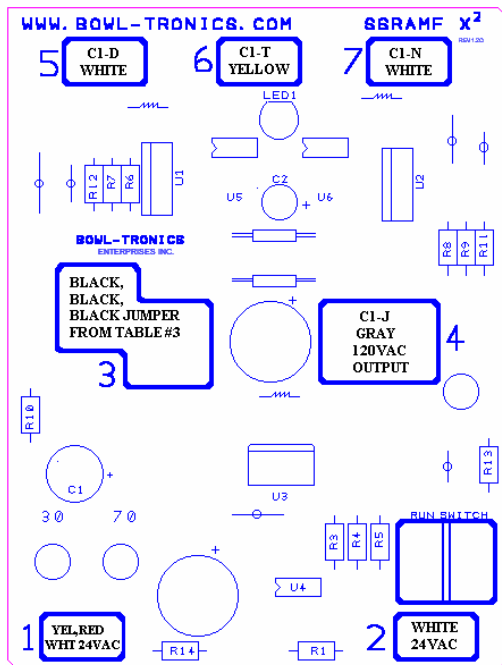 WWW.BOWL-TRONICS.COM
SSRAMF X2
REV1.20
5
C1-D
WHITE
6
C1-T
YELLOW
7
C1-N
WHITE
LED1
R12
R7
R6
U1
U5
C2
+
U6
U2
R8
R9
R11
BOWL-TRONICS
ENTERPRISES INC.
BLACK,
BLACK,
BLACK JUMPER
FROM TABLE #3
3
+
C1-J
GRAY
120VAC
OUTPUT
4
R10
C1
+
U3
R13
30
70
+
R3
R4
R5
RUN SWITCH
U4
1
YEL,RED
WHT 24VAC
R14
R1
2
WHITE
24VAC